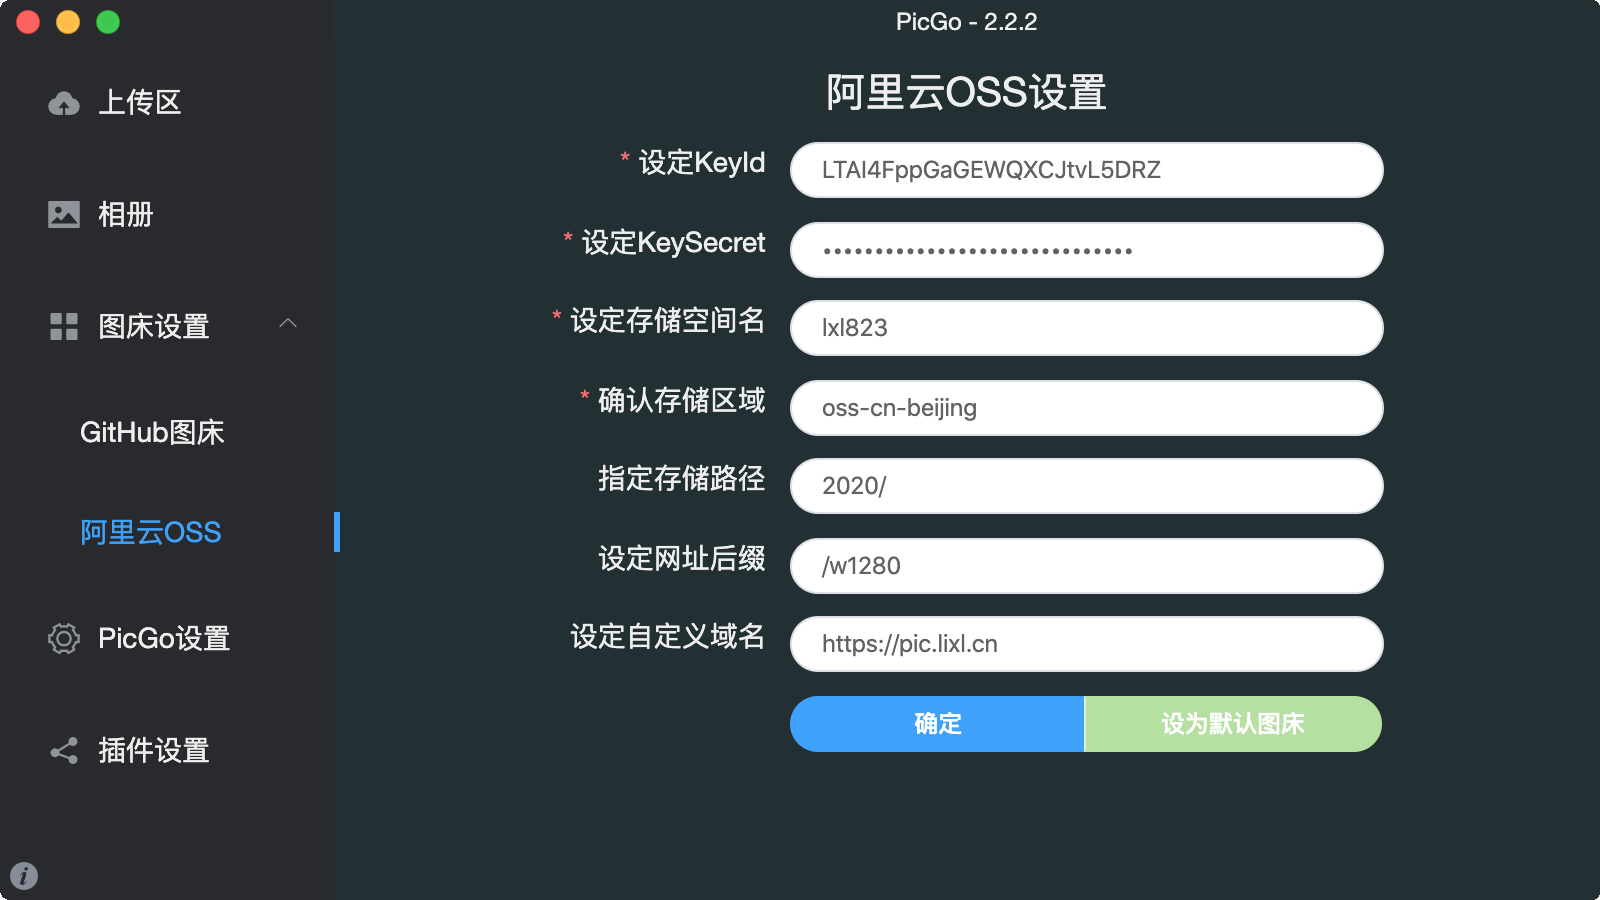 PicGo - 2.2.2
上传区
相册
图床设置
GitHub图床
阿里云OSS
PicGo设置
插件设置
阿里云OSS设置
* 设定KeyId
LTAI4FppGaGEWQXCJtvL5DRZ
* 设定KeySecret
••••••••••••••••••••••••••••••
* 设定存储空间名
lxl823
* 确认存储区域
oss-cn-beijing
指定存储路径
2020/
设定网址后缀
/w1280
设定自定义域名
https://pic.lixl.cn
确定
设为默认图床